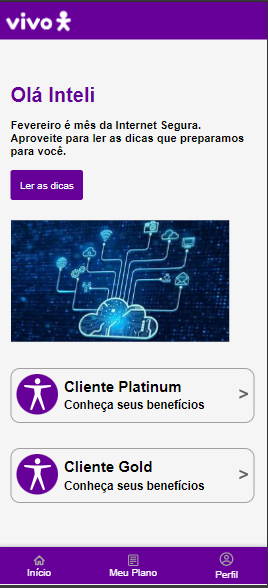 vivo
Olá Inteli
Fevereiro é mês da Internet Segura.
Aproveite para ler as dicas que preparamos
para você.
Ler as dicas
Cliente Platinum
Conheça seus benefícios
>
Cliente Gold
Conheça seus benefícios
>
Início
Meu Plano
Perfil